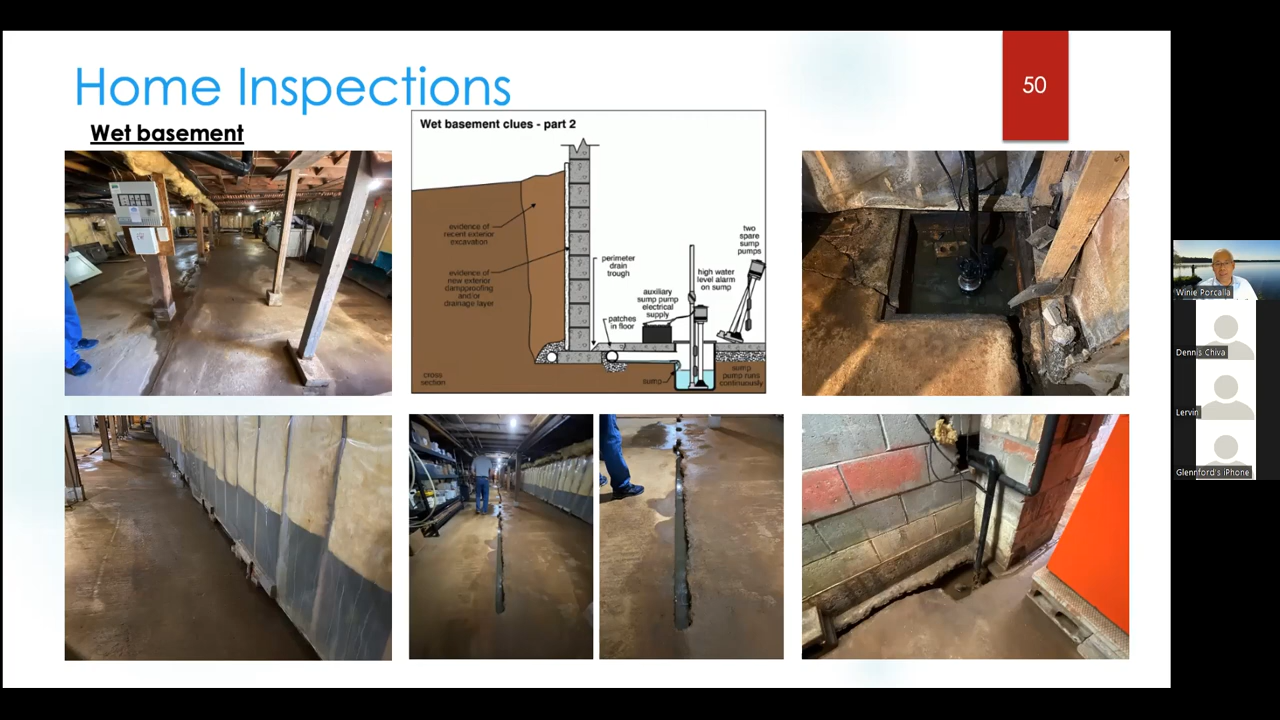 Home Inspections
50
Wet basement
Wet basement clues - part 2
evidence of
recent exterior
excavation
evidence of
new exterior
dampproofing
and/or
drainage layer
cross
section
perimeter
drain
trough
patches
in floor
auxiliary
sump pump
electrical
supply
high water
level alarm
on sump
two
spare
sump
pumps
sump
sump
pump runs
continuously
Winie Porcalla
Dennis Chiva
Lervin
Glennford's iPhone